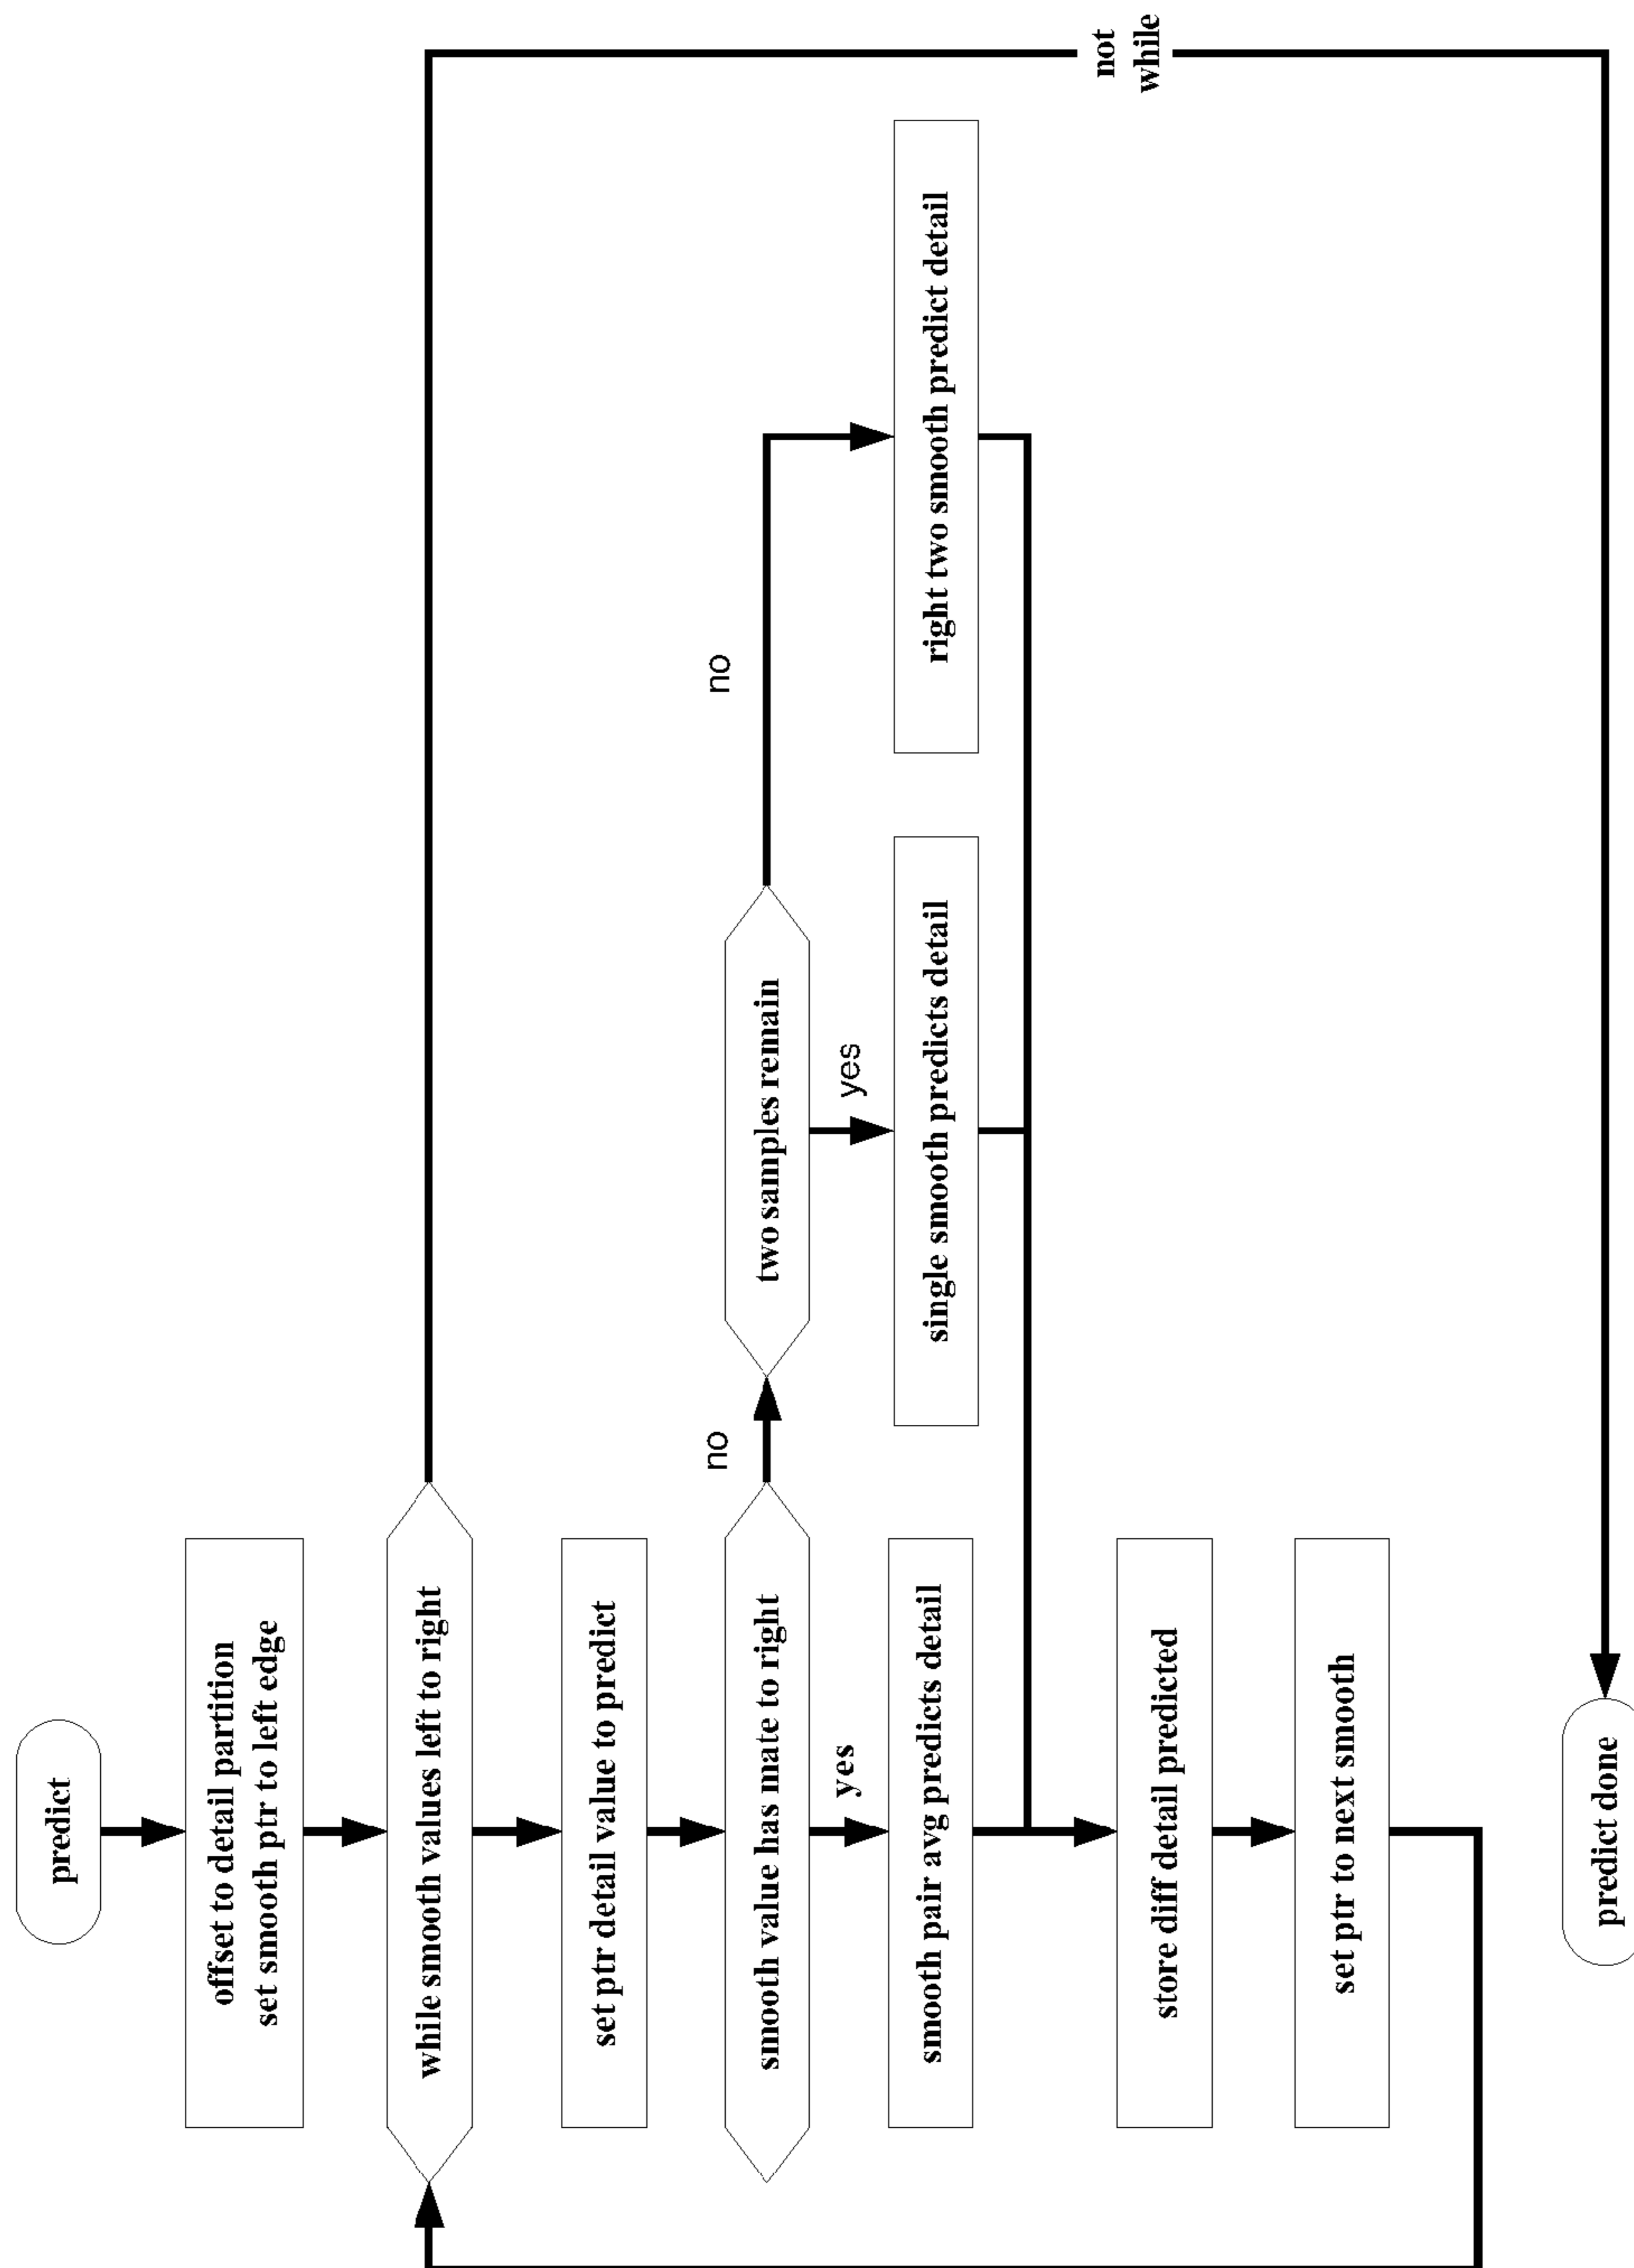 predict
offset to detail partition
set smooth ptr to left edge
while smooth values left to right
not
while
set ptr detail value to predict
smooth value has mate to right
no
two samples remain
no
yes
smooth pair avg predicts detail
yes
single smooth predicts detail
right two smooth predict detail
store diff detail predicted
set ptr to next smooth
predict done